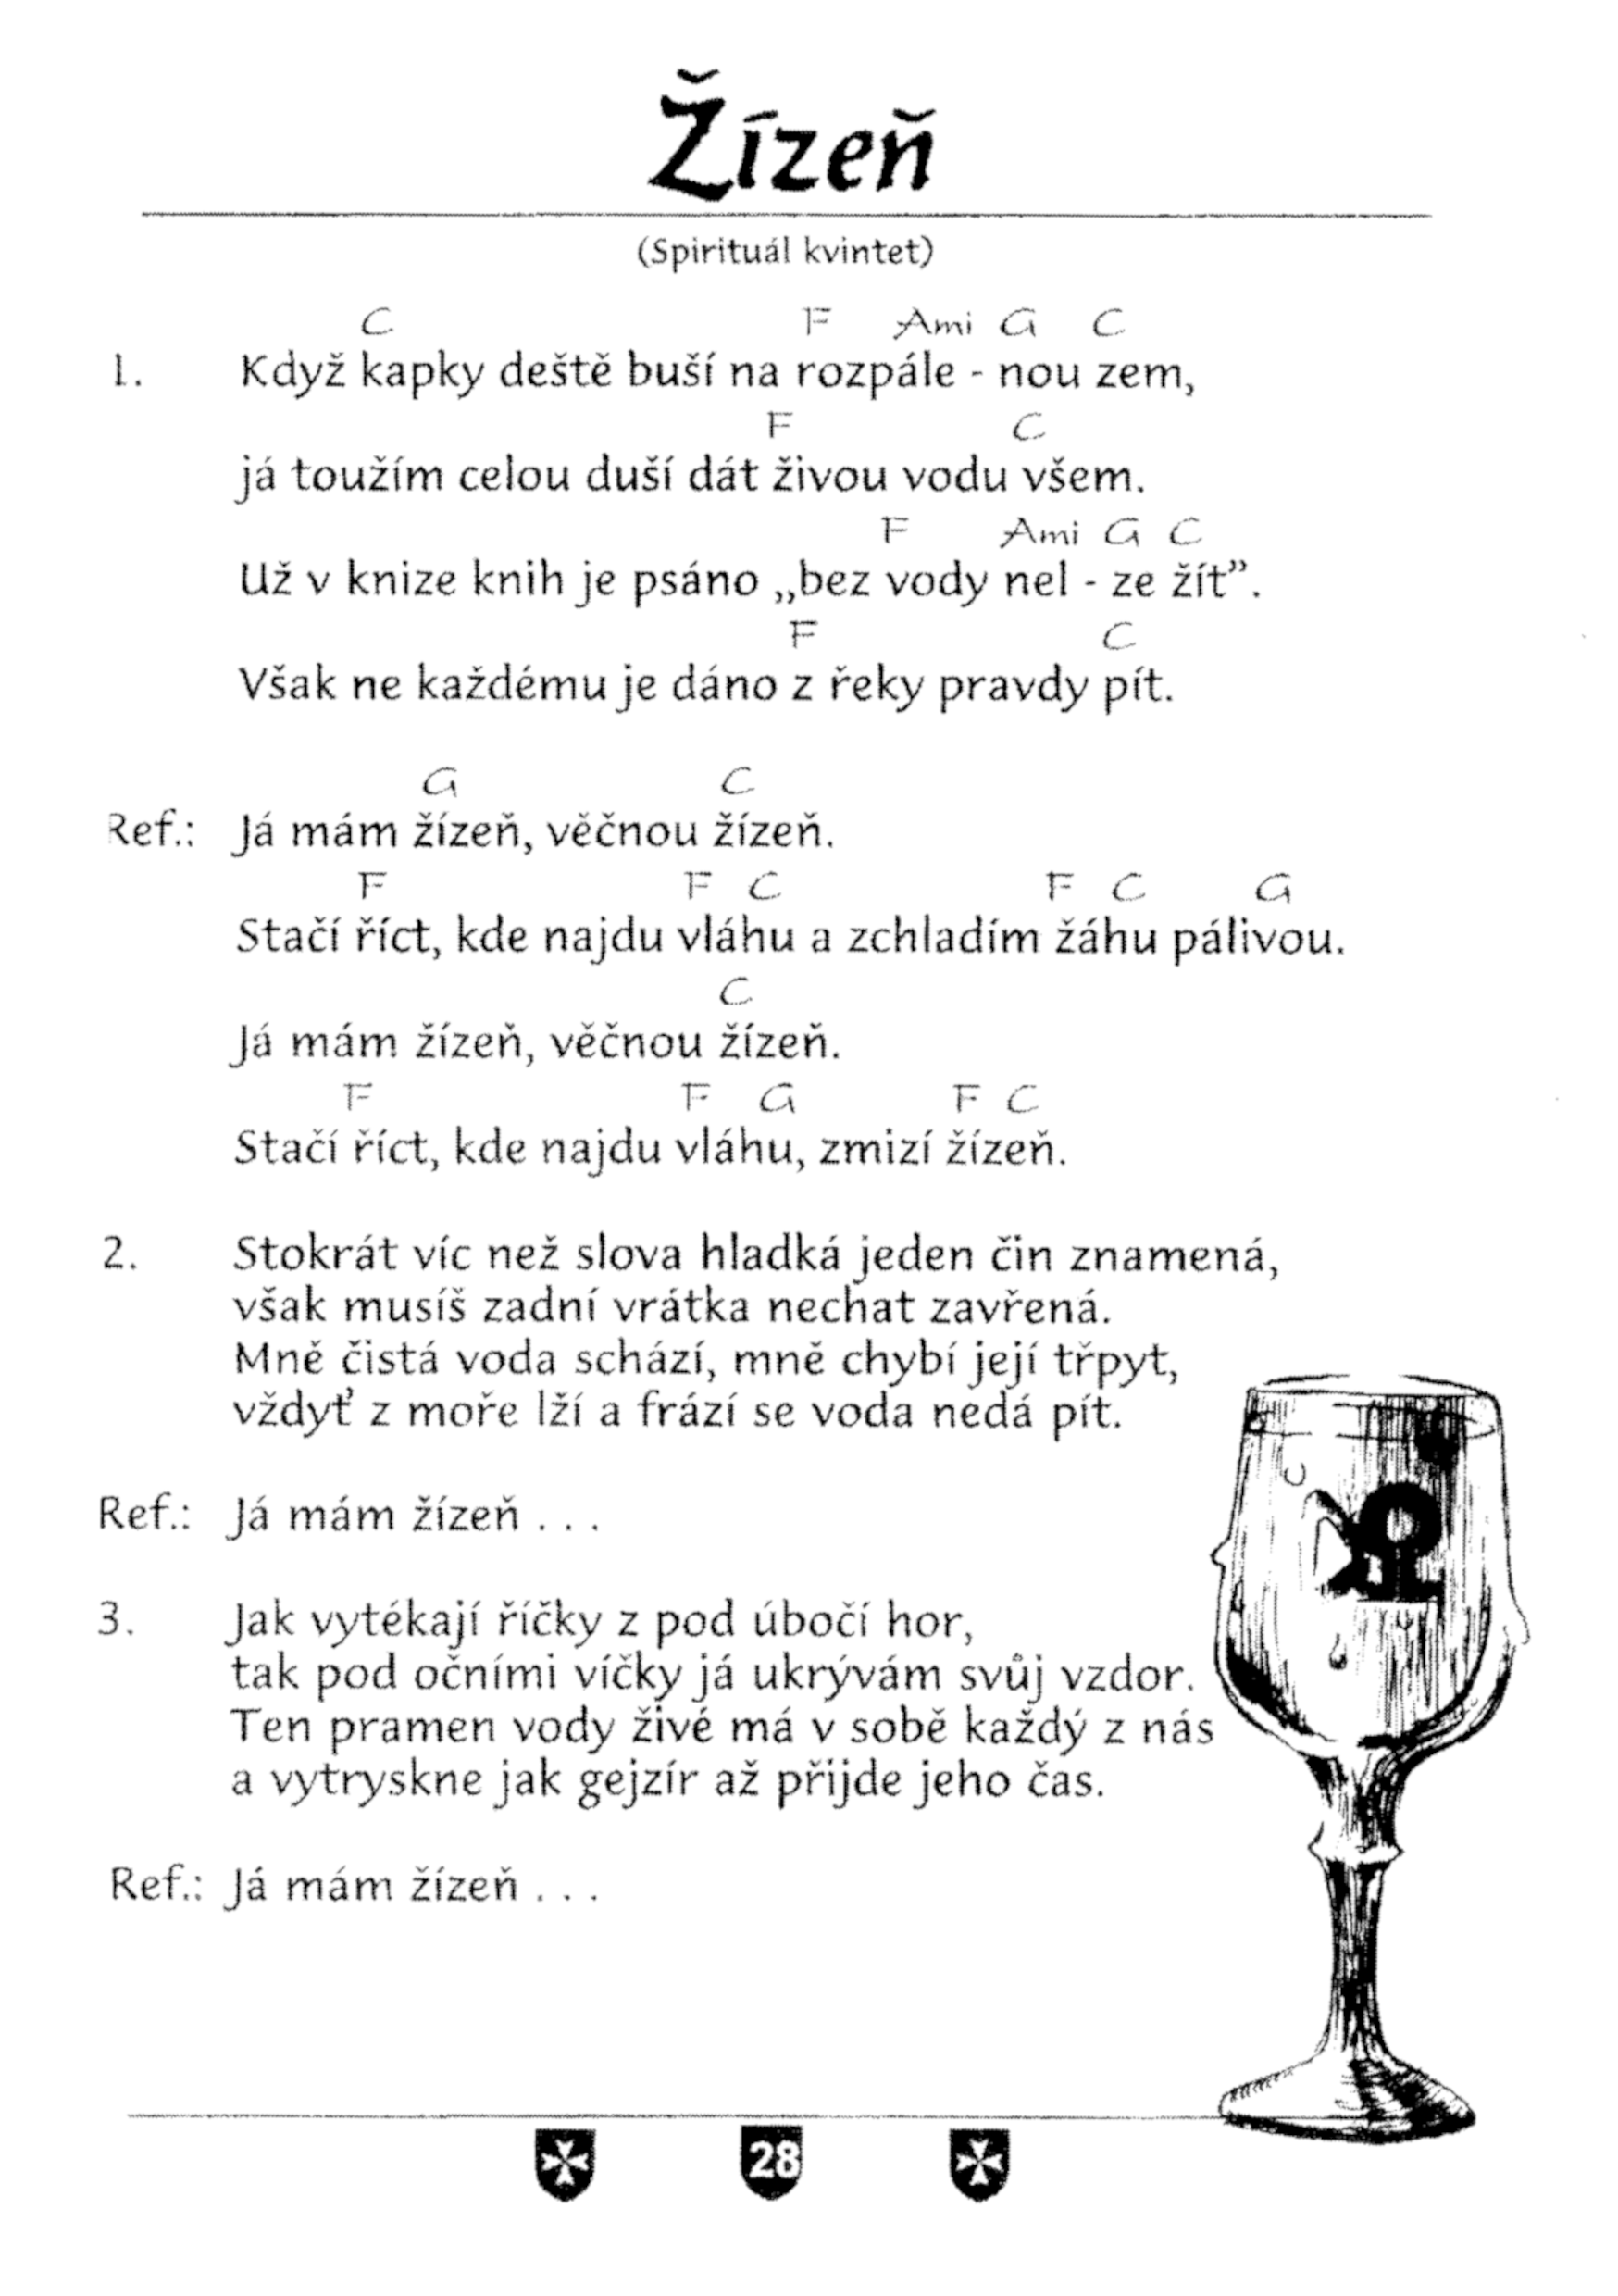 Žízeň
(Spirituál kvintet)
C F Ami G C
1. Když kapky deště buší na rozpále - nou zem,
F C
já toužím celou duší dát živou vodu všem.
F Ami G C
Už v knize knih je psáno „bez vody nel - ze žít”.
F C
Však ne každému je dáno z řeky pravdy pít.
G C
Ref.: Já mám žízeň, věčnou žízeň.
F F C F C G
Stačí říct, kde najdu vláhu a zchladím žáhu pálivou.
C
Já mám žízeň, věčnou žízeň.
F F G F C
Stačí říct, kde najdu vláhu, zmizí žízeň.
2. Stokrát víc než slova hladká jeden čin znamená,
však musíš zadní vrátka nechat zavřená.
Mně čistá voda schází, mně chybí její třpyt,
vždyť z moře lží a frází se voda nedá pít.
Ref.: Já mám žízeň . . .
3. Jak vytékají říčky z pod úbočí hor,
tak pod očními víčky já ukrývám svůj vzdor.
Ten pramen vody živé má v sobě každý z nás
a vytryskne jak gejzír až přijde jeho čas.
Ref.: Já mám žízeň . . .
28